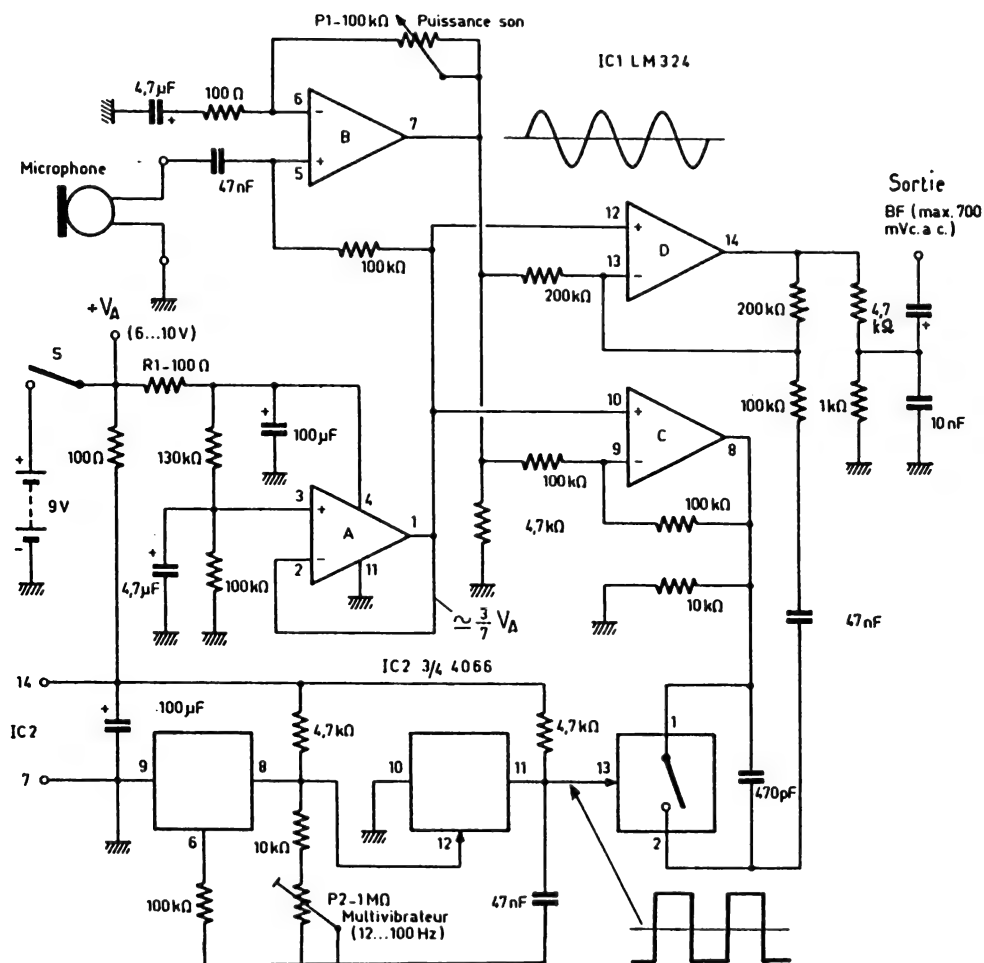 P1-100kΩ Puissance son
IC1 LM 324
4,7µF
+
100Ω
6
−
B
7
+
5
Microphone
47nF
100kΩ
Sortie
BF (max. 700
mVc.a c.)
12
+
D
14
13
−
200kΩ
200kΩ
4,7
kΩ
+
+VA
(6...10V)
S
R1-100Ω
100Ω
130kΩ
+
100µF
10
+
C
8
9
−
100kΩ
100kΩ
1kΩ
10nF
+
9V
-
3
+
4
A
1
−
2
11
+
4,7µF
100kΩ
4,7kΩ
100kΩ
10kΩ
≃ 3/7 VA
47nF
IC2 3/4 4066
14
+
100µF
IC2
7
4,7kΩ
4,7kΩ
9
8
6
10
11
12
13
1
2
470pF
10kΩ
100kΩ
P2-1MΩ
Multivibrateur
(12...100Hz)
47nF